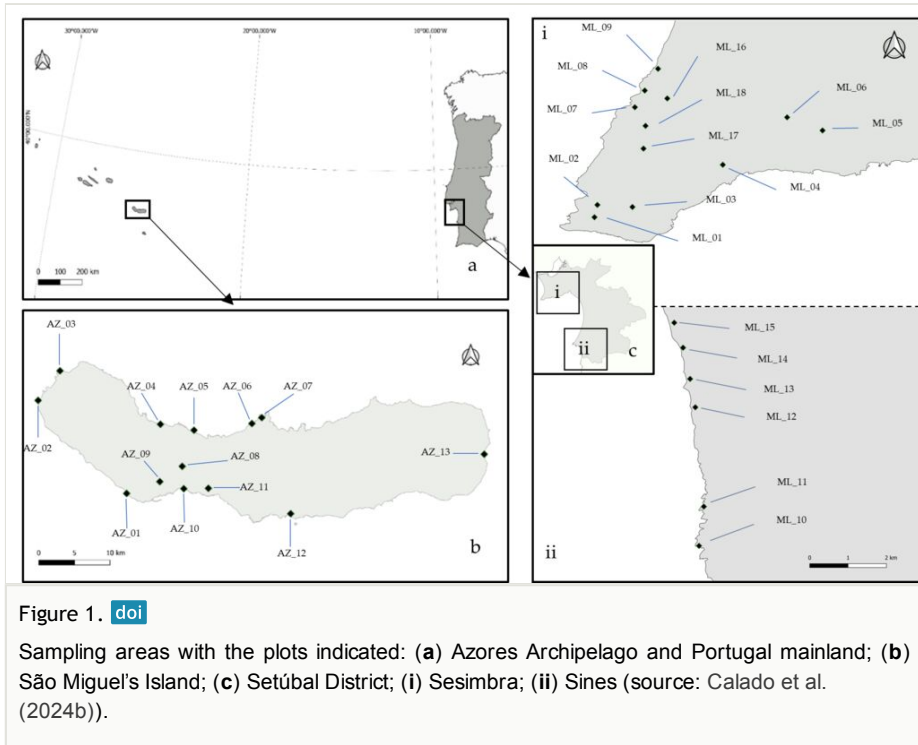 30°00.000'W
20°00.000'W
10°00.000'W
40°00.000'N
0 100 200 km
a
AZ_03
AZ_04
AZ_05
AZ_06
AZ_07
AZ_02
AZ_09
AZ_08
AZ_13
AZ_11
AZ_01
AZ_10
AZ_12
0 5 10 km
b
i
ML_09
ML_16
ML_08
ML_06
ML_18
ML_07
ML_05
ML_17
ML_02
ML_04
ML_03
ML_01
i
ii
c
ML_15
ML_14
ML_13
ML_12
ML_11
ML_10
ii
0 1 2 km
Figure 1. doi
Sampling areas with the plots indicated: (a) Azores Archipelago and Portugal mainland; (b)
São Miguel's Island; (c) Setúbal District; (i) Sesimbra; (ii) Sines (source: Calado et al.
(2024b)).